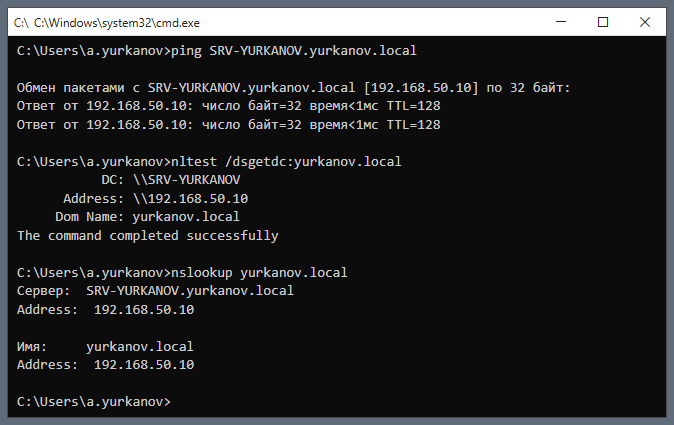 C:\ C:\Windows\system32\cmd.exe
C:\Users\a.yurkanov>ping SRV-YURKANOV.yurkanov.local
Обмен пакетами с SRV-YURKANOV.yurkanov.local [192.168.50.10] по 32 байт:
Ответ от 192.168.50.10: число байт=32 время<1мс TTL=128
Ответ от 192.168.50.10: число байт=32 время<1мс TTL=128
C:\Users\a.yurkanov>nltest /dsgetdc:yurkanov.local
DC: \\SRV-YURKANOV
Address: \\192.168.50.10
Dom Name: yurkanov.local
The command completed successfully
C:\Users\a.yurkanov>nslookup yurkanov.local
Сервер:  SRV-YURKANOV.yurkanov.local
Address:  192.168.50.10
Имя:     yurkanov.local
Address:  192.168.50.10
C:\Users\a.yurkanov>